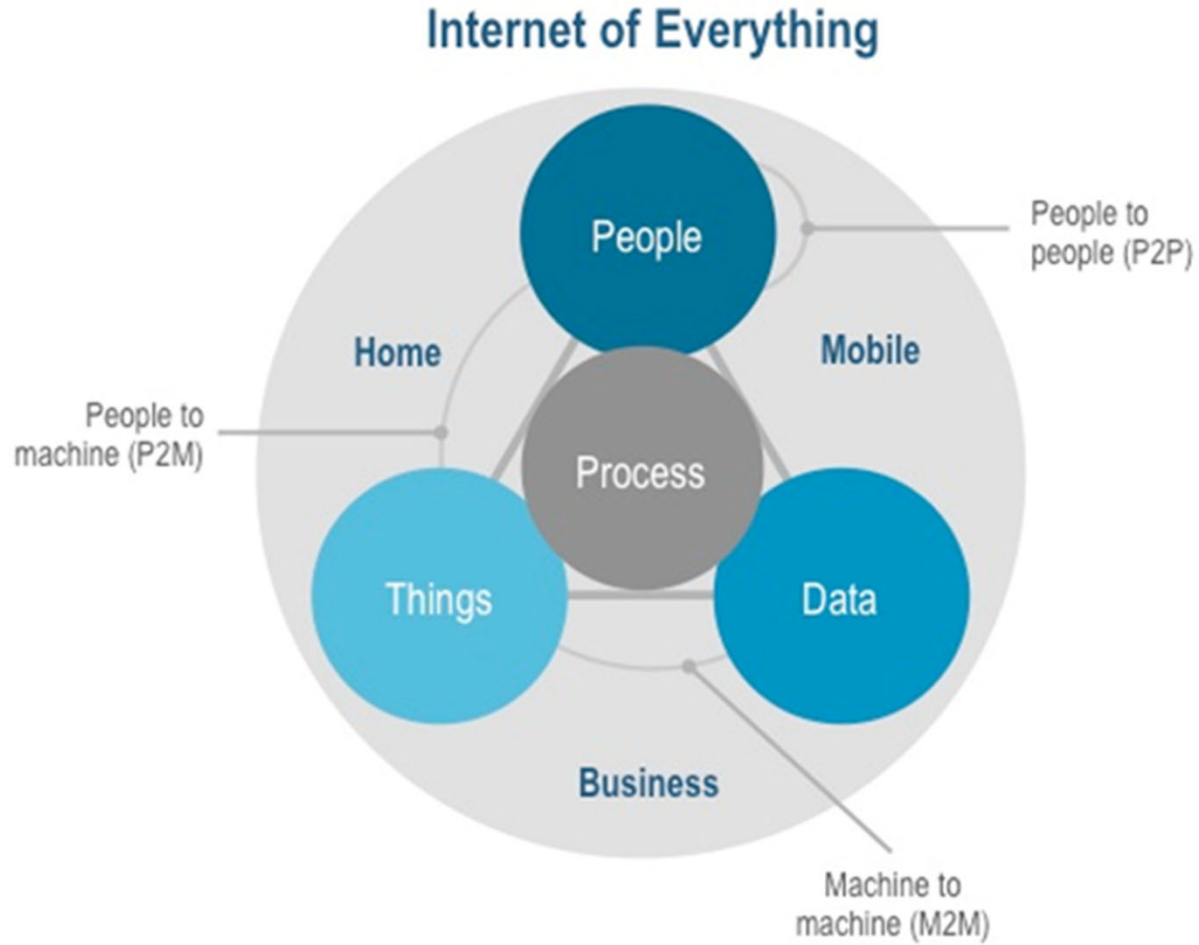 Internet of Everything
People
People to
people (P2P)
Home
Mobile
People to
machine (P2M)
Process
Things
Data
Business
Machine to
machine (M2M)